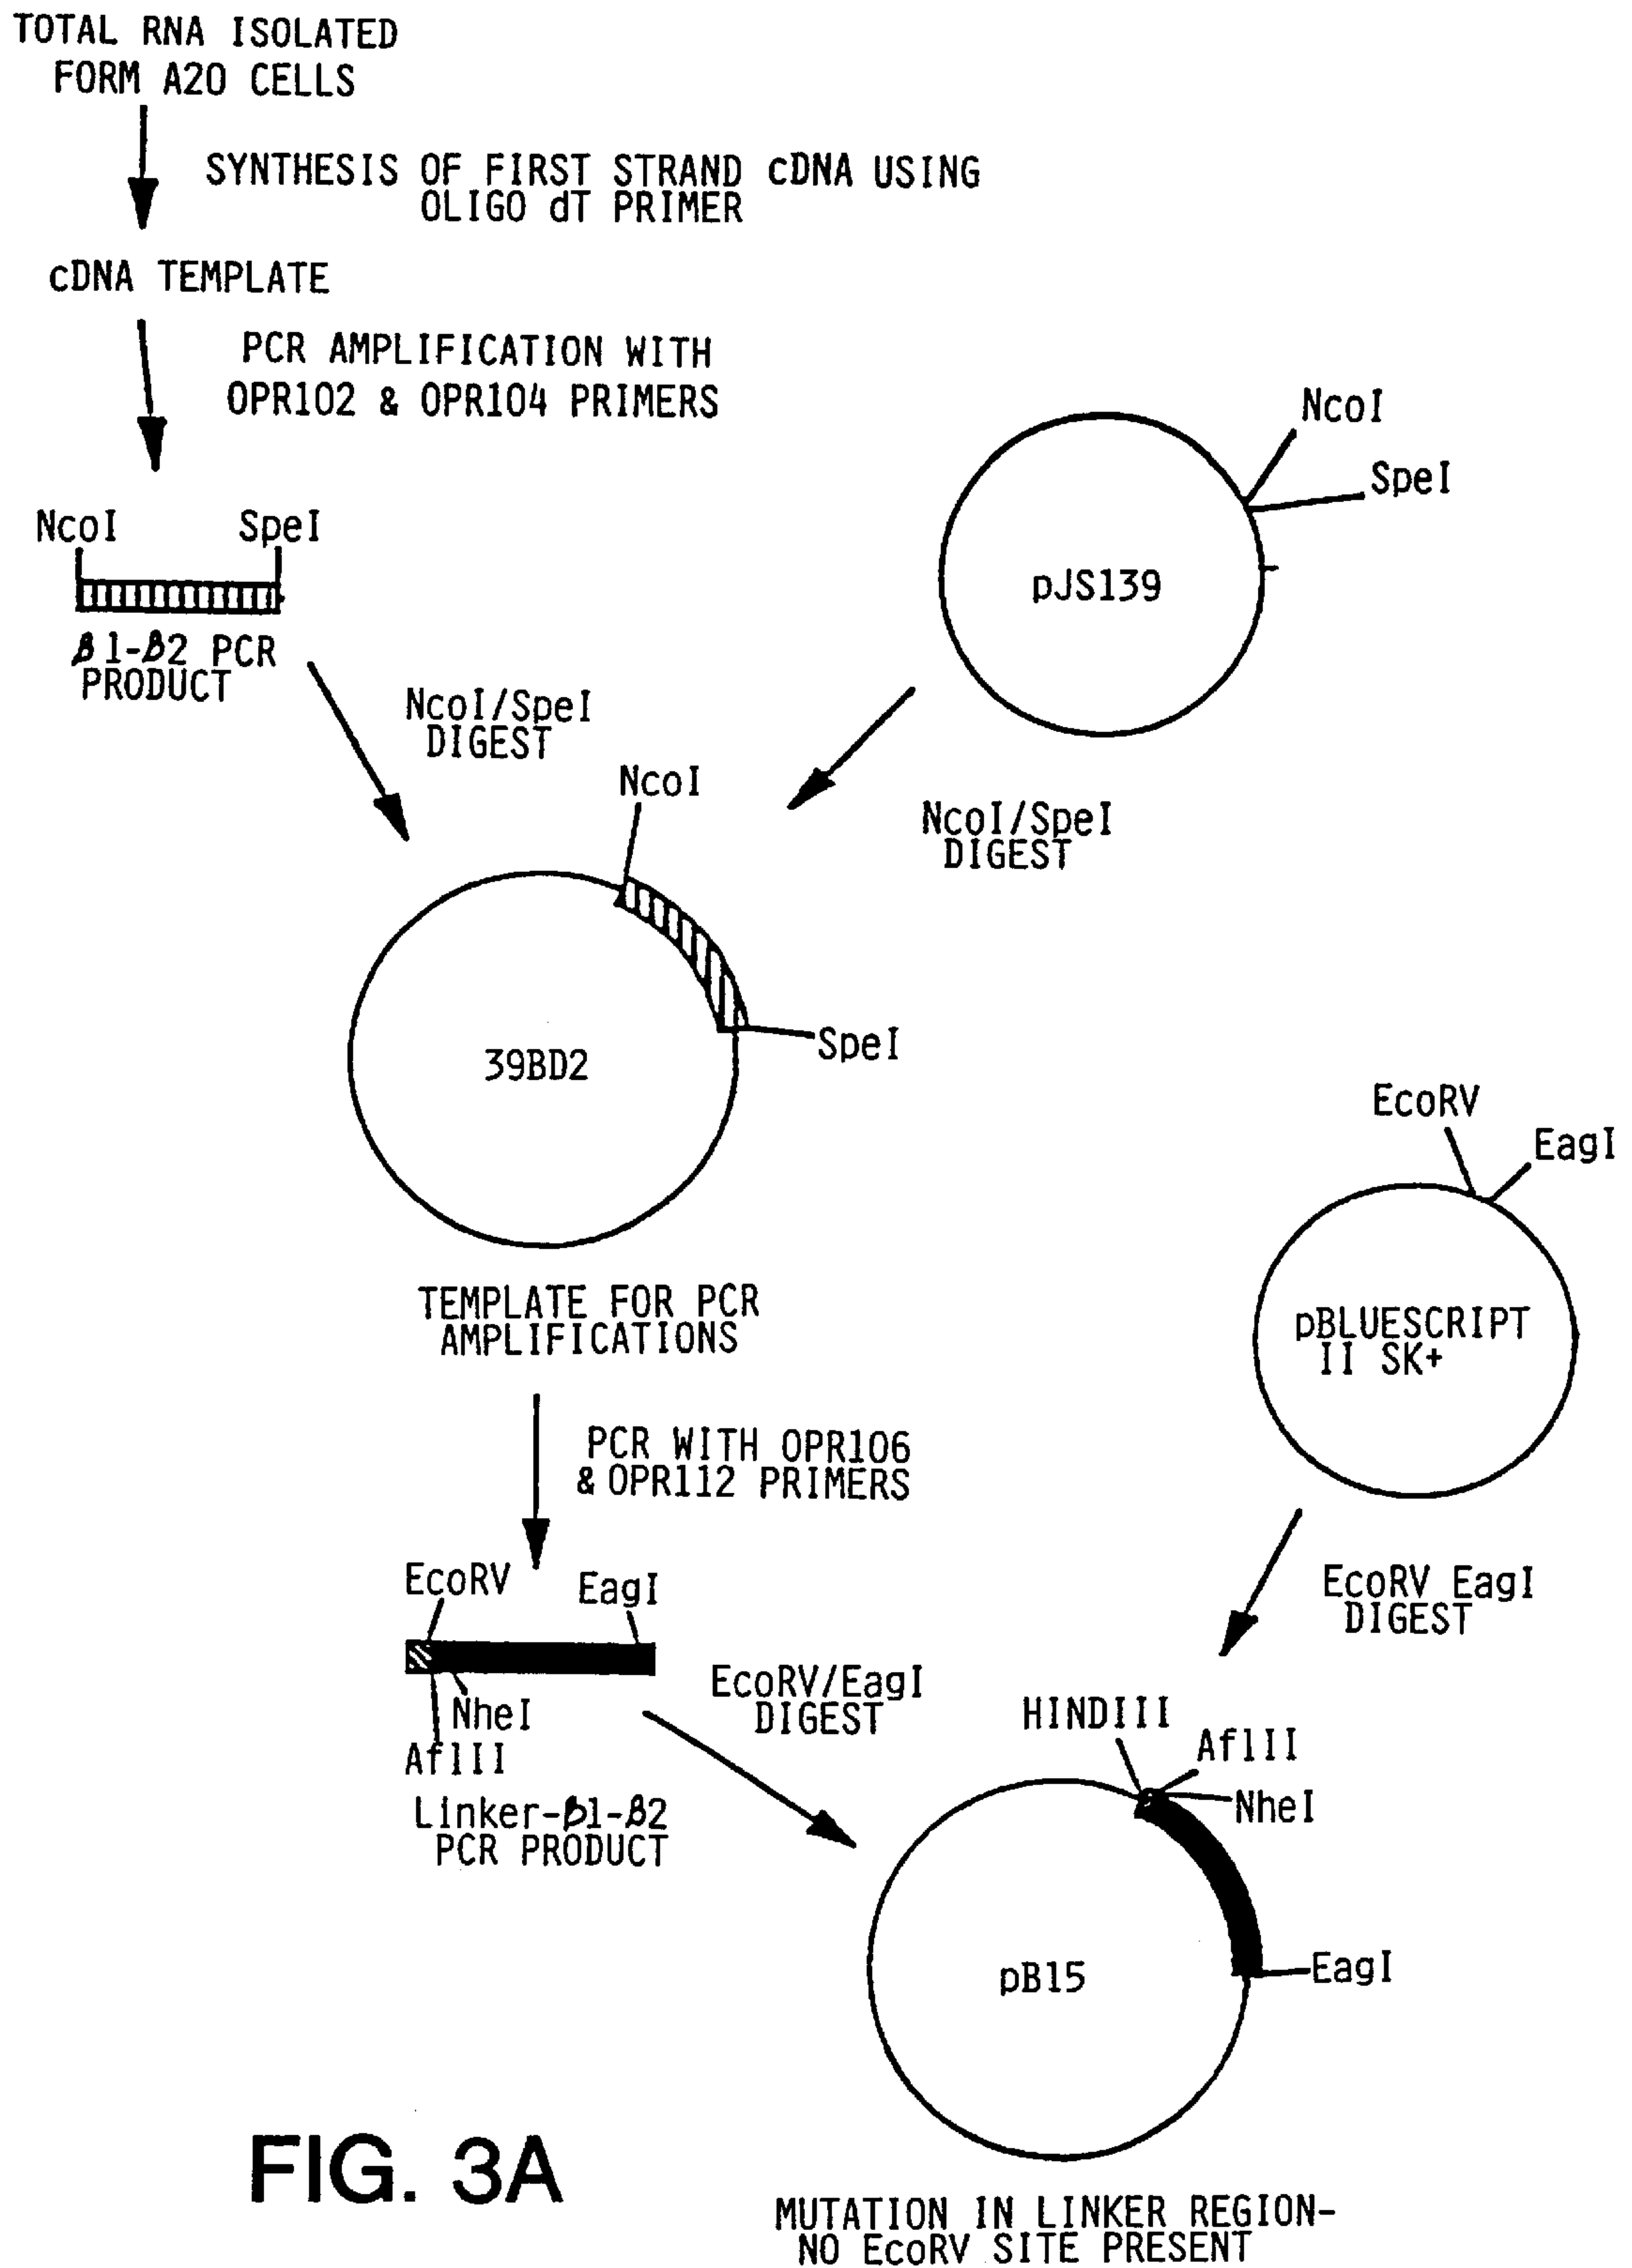 TOTAL RNA ISOLATED
FORM A20 CELLS
SYNTHESIS OF FIRST STRAND cDNA USING
OLIGO dT PRIMER
cDNA TEMPLATE
PCR AMPLIFICATION WITH
OPR102 & OPR104 PRIMERS
NcoI
SpeI
β1-β2 PCR
PRODUCT
NcoI
SpeI
pJS139
NcoI/SpeI
DIGEST
NcoI/SpeI
DIGEST
NcoI
SpeI
39BD2
TEMPLATE FOR PCR
AMPLIFICATIONS
EcoRV
EagI
pBLUESCRIPT
II SK+
PCR WITH OPR106
& OPR112 PRIMERS
EcoRV
EagI
NheI
AflII
Linker-β1-β2
PCR PRODUCT
EcoRV/EagI
DIGEST
EcoRV EagI
DIGEST
HINDIII
AflII
NheI
EagI
pB15
MUTATION IN LINKER REGION-
NO EcoRV SITE PRESENT
FIG. 3A